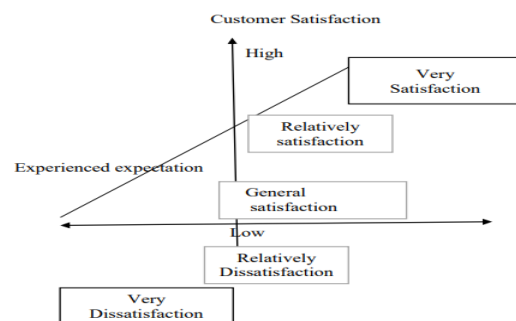 Customer Satisfaction
High
Very
Satisfaction
Relatively
satisfaction
Experienced expectation
General
satisfaction
Low
Relatively
Dissatisfaction
Very
Dissatisfaction